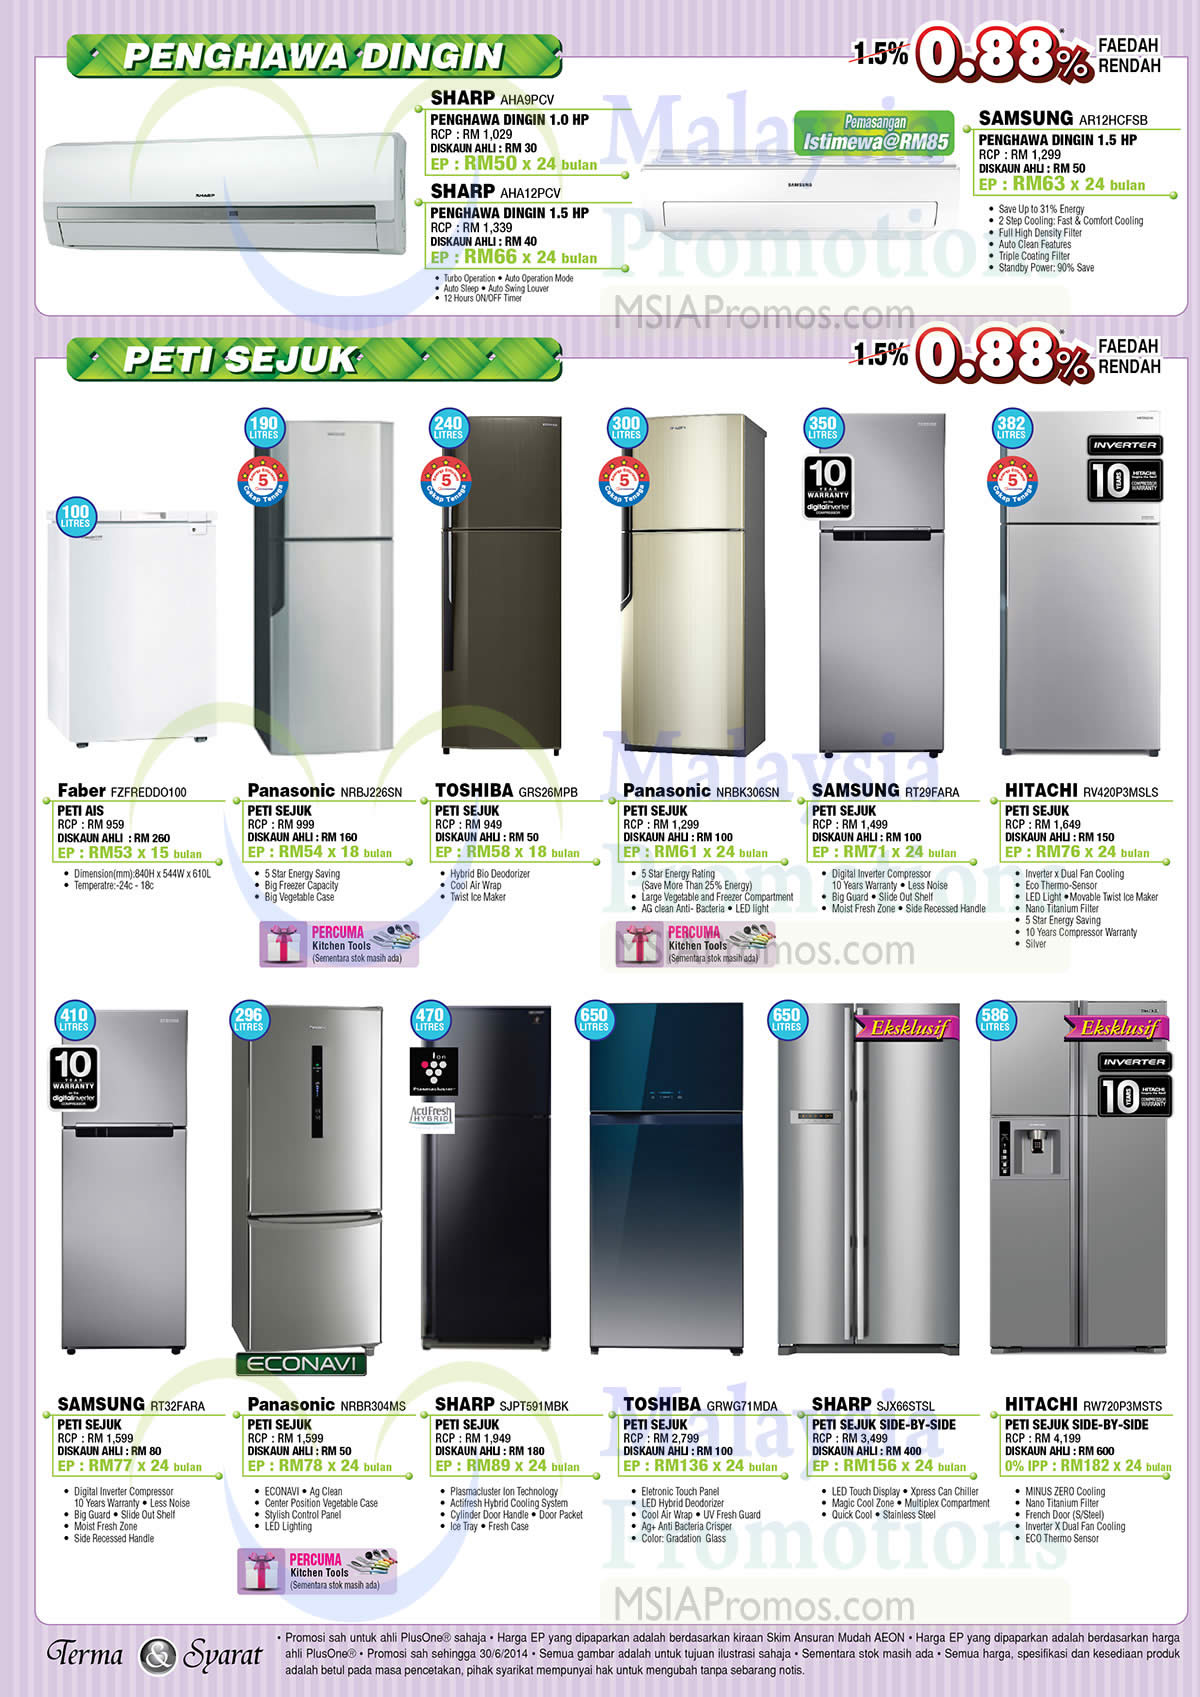 PENGHAWA DINGIN
1.5% 0.88%* FAEDAH RENDAH
SHARP AHA9PCV
PENGHAWA DINGIN 1.0 HP
RCP : RM 1,029
DISKAUN AHLI : RM 30
EP : RM50 x 24 bulan
SHARP AHA12PCV
PENGHAWA DINGIN 1.5 HP
RCP : RM 1,339
DISKAUN AHLI : RM 40
EP : RM66 x 24 bulan
• Turbo Operation • Auto Operation Mode
• Auto Sleep • Auto Swing Louver
• 12 Hours ON/OFF Timer
SHARP
Pemasangan
Istimewa@RM85
SAMSUNG
SAMSUNG AR12HCFSB
PENGHAWA DINGIN 1.5 HP
RCP : RM 1,299
DISKAUN AHLI : RM 50
EP : RM63 x 24 bulan
• Save Up to 31% Energy
• 2 Step Cooling: Fast & Comfort Cooling
• Full High Density Filter
• Auto Clean Features
• Triple Coating Filter
• Standby Power: 90% Save
Malaysia
Promotions
MSIAPromos.com
PETI SEJUK
1.5% 0.88%* FAEDAH RENDAH
100 LITRES
190 LITRES
5
Cekap Tenaga
240 LITRES
5
Cekap Tenaga
300 LITRES
5
Cekap Tenaga
350 LITRES
10 YEAR WARRANTY
on the digitalinverter COMPRESSOR
382 LITRES
5
Cekap Tenaga
INVERTER
10 YEARS HITACHI COMPRESSOR WARRANTY
Faber FZFREDDO100
PETI AIS
RCP : RM 959
DISKAUN AHLI : RM 260
EP : RM53 x 15 bulan
• Dimension(mm):840H x 544W x 610L
• Temperatre:-24c - 18c
Panasonic NRBJ226SN
PETI SEJUK
RCP : RM 999
DISKAUN AHLI : RM 160
EP : RM54 x 18 bulan
• 5 Star Energy Saving
• Big Freezer Capacity
• Big Vegetable Case
PERCUMA
Kitchen Tools
(Sementara stok masih ada)
TOSHIBA GRS26MPB
PETI SEJUK
RCP : RM 949
DISKAUN AHLI : RM 50
EP : RM58 x 18 bulan
• Hybrid Bio Deodorizer
• Cool Air Wrap
• Twist Ice Maker
Panasonic NRBK306SN
PETI SEJUK
RCP : RM 1,299
DISKAUN AHLI : RM 100
EP : RM61 x 24 bulan
• 5 Star Energy Rating
(Save More Than 25% Energy)
• Large Vegetable and Freezer Compartment
• AG clean Anti- Bacteria • LED light
PERCUMA
Kitchen Tools
(Sementara stok masih ada)
SAMSUNG RT29FARA
PETI SEJUK
RCP : RM 1,499
DISKAUN AHLI : RM 100
EP : RM71 x 24 bulan
• Digital Inverter Compressor
10 Years Warranty • Less Noise
• Big Guard • Slide Out Shelf
• Moist Fresh Zone • Side Recessed Handle
HITACHI RV420P3MSLS
PETI SEJUK
RCP : RM 1,649
DISKAUN AHLI : RM 150
EP : RM76 x 24 bulan
• Inverter x Dual Fan Cooling
• Eco Thermo-Sensor
• LED Light •Movable Twist Ice Maker
• Nano Titanium Filter
• 5 Star Energy Saving
• 10 Years Compressor Warranty
• Silver
Malaysia
Promotions
MSIAPromos.com
410 LITRES
10 YEAR WARRANTY
on the digitalinverter COMPRESSOR
296 LITRES
ECONAVI
470 LITRES
Ion
Plasmacluster
ActiFresh HYBRID
650 LITRES
650 LITRES
Eksklusif
586 LITRES
Eksklusif
INVERTER
10 YEARS HITACHI COMPRESSOR WARRANTY
SAMSUNG RT32FARA
PETI SEJUK
RCP : RM 1,599
DISKAUN AHLI : RM 80
EP : RM77 x 24 bulan
• Digital Inverter Compressor
10 Years Warranty • Less Noise
• Big Guard • Slide Out Shelf
• Moist Fresh Zone
• Side Recessed Handle
Panasonic NRBR304MS
PETI SEJUK
RCP : RM 1,599
DISKAUN AHLI : RM 50
EP : RM78 x 24 bulan
• ECONAVI • Ag Clean
• Center Position Vegetable Case
• Stylish Control Panel
• LED Lighting
PERCUMA
Kitchen Tools
(Sementara stok masih ada)
SHARP SJPT591MBK
PETI SEJUK
RCP : RM 1,949
DISKAUN AHLI : RM 180
EP : RM89 x 24 bulan
• Plasmacluster Ion Technology
• Actifresh Hybrid Cooling System
• Cylinder Door Handle • Door Packet
• Ice Tray • Fresh Case
TOSHIBA GRWG71MDA
PETI SEJUK
RCP : RM 2,799
DISKAUN AHLI : RM 100
EP : RM136 x 24 bulan
• Eletronic Touch Panel
• LED Hybrid Deodorizer
• Cool Air Wrap • UV Fresh Guard
• Ag+ Anti Bacteria Crisper
• Color: Gradation Glass
SHARP SJX66STSL
PETI SEJUK SIDE-BY-SIDE
RCP : RM 3,499
DISKAUN AHLI : RM 400
EP : RM156 x 24 bulan
• LED Touch Display • Xpress Can Chiller
• Magic Cool Zone • Multiplex Compartment
• Quick Cool • Stainless Steel
HITACHI RW720P3MSTS
PETI SEJUK SIDE-BY-SIDE
RCP : RM 4,199
DISKAUN AHLI : RM 600
0% IPP : RM182 x 24 bulan
• MINUS ZERO Cooling
• Nano Titanium Filter
• French Door (S/Steel)
• Inverter X Dual Fan Cooling
• ECO Thermo Sensor
Malaysia
Promotions
MSIAPromos.com
Terma & Syarat
• Promosi sah untuk ahli PlusOne® sahaja • Harga EP yang dipaparkan adalah berdasarkan kiraan Skim Ansuran Mudah AEON • Harga EP yang dipaparkan adalah berdasarkan harga
ahli PlusOne® • Promosi sah sehingga 30/6/2014 • Semua gambar adalah untuk tujuan ilustrasi sahaja • Sementara stok masih ada • Semua harga, spesifikasi dan kesediaan produk
adalah betul pada masa pencetakan, pihak syarikat mempunyai hak untuk mengubah tanpa sebarang notis.